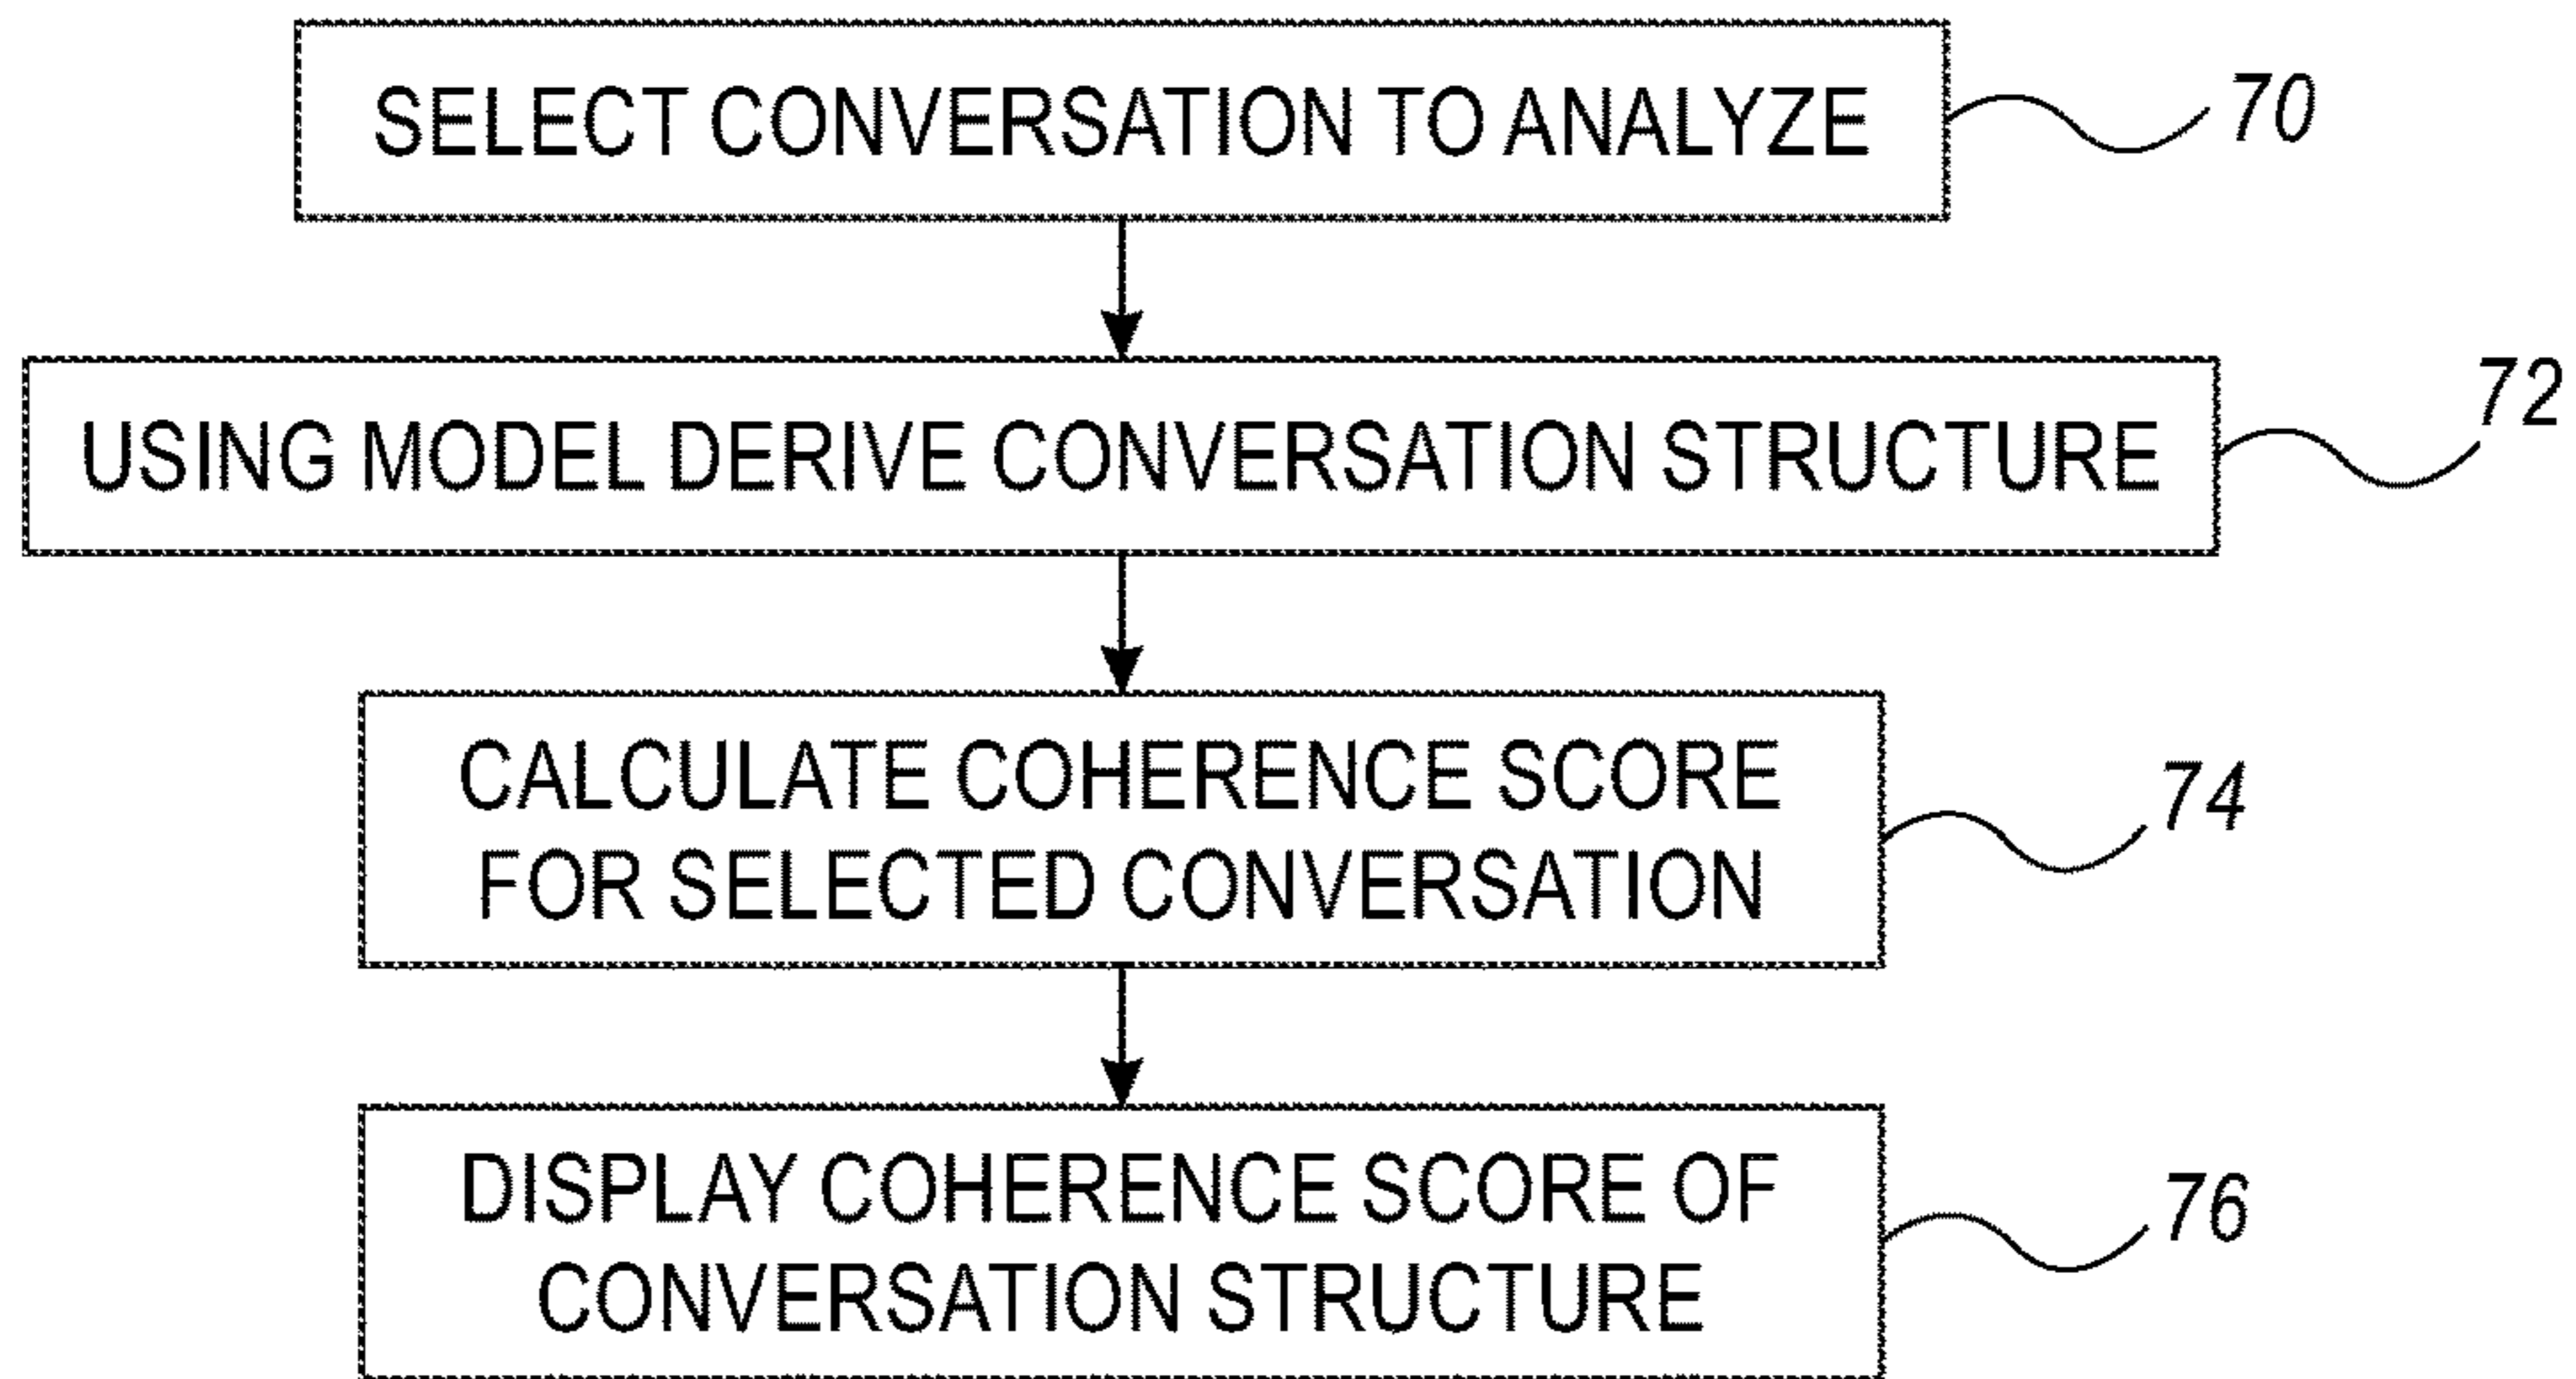 SELECT CONVERSATION TO ANALYZE
70
USING MODEL DERIVE CONVERSATION STRUCTURE
72
CALCULATE COHERENCE SCORE
FOR SELECTED CONVERSATION
74
DISPLAY COHERENCE SCORE OF
CONVERSATION STRUCTURE
76